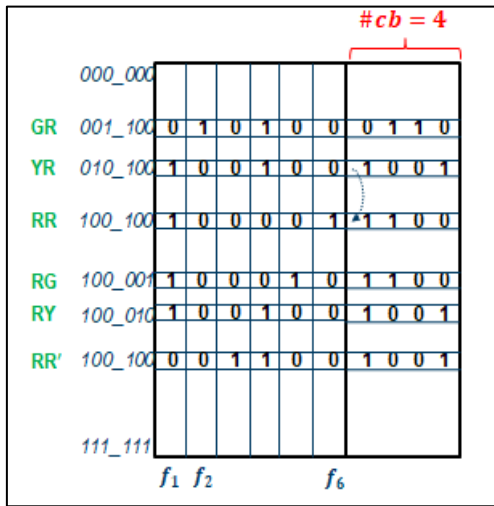 #cb = 4
000_000
GR 001_100 0 1 0 1 0 0 0 1 1 0
YR 010_100 1 0 0 1 0 0 1 0 0 1
RR 100_100 1 0 0 0 0 1 1 1 0 0
RG 100_001 1 0 0 0 1 0 1 1 0 0
RY 100_010 1 0 0 1 0 0 1 0 0 1
RR' 100_100 0 0 1 1 0 0 1 0 0 1
111_111
f1 f2 f6